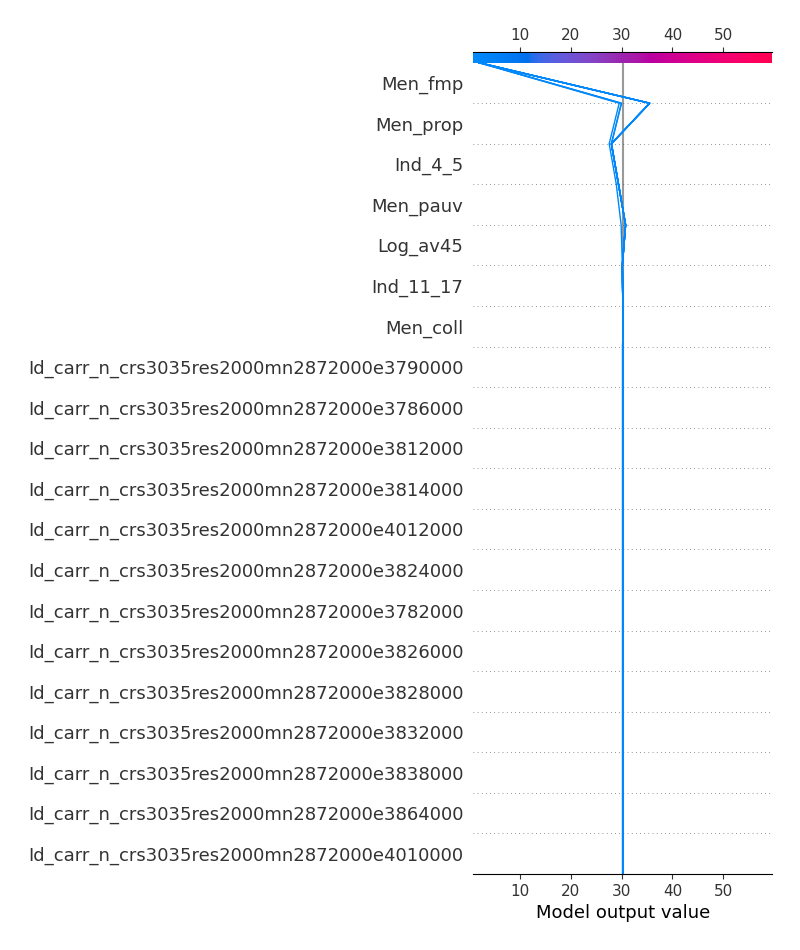 10 20 30 40 50
Men_fmp
Men_prop
Ind_4_5
Men_pauv
Log_av45
Ind_11_17
Men_coll
Id_carr_n_crs3035res2000mn2872000e3790000
Id_carr_n_crs3035res2000mn2872000e3786000
Id_carr_n_crs3035res2000mn2872000e3812000
Id_carr_n_crs3035res2000mn2872000e3814000
Id_carr_n_crs3035res2000mn2872000e4012000
Id_carr_n_crs3035res2000mn2872000e3824000
Id_carr_n_crs3035res2000mn2872000e3782000
Id_carr_n_crs3035res2000mn2872000e3826000
Id_carr_n_crs3035res2000mn2872000e3828000
Id_carr_n_crs3035res2000mn2872000e3832000
Id_carr_n_crs3035res2000mn2872000e3838000
Id_carr_n_crs3035res2000mn2872000e3864000
Id_carr_n_crs3035res2000mn2872000e4010000
10 20 30 40 50
Model output value